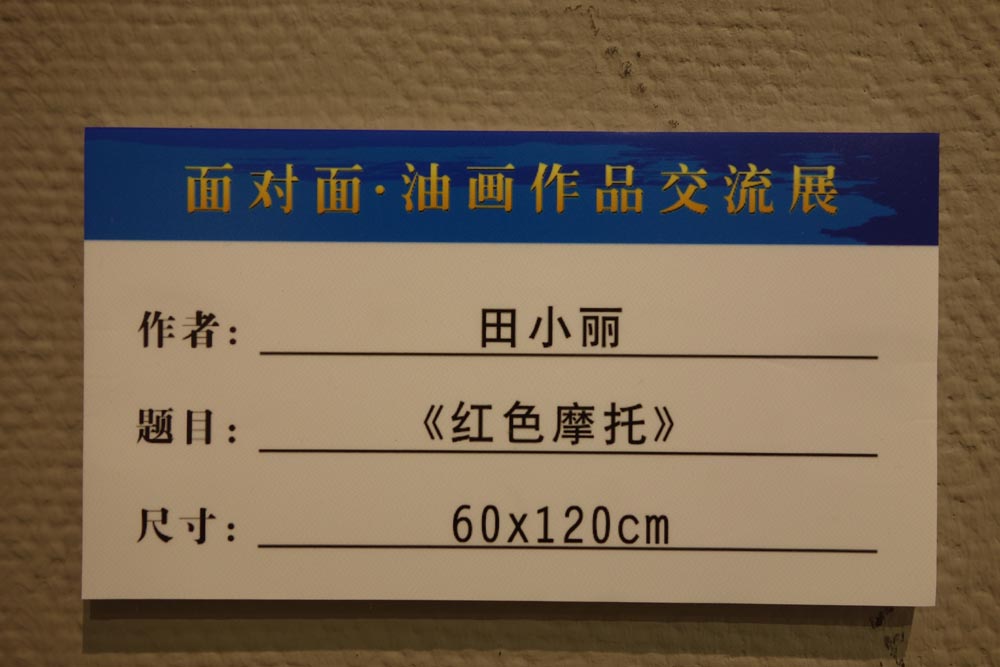 面对面·油画作品交流展
作者： 田小丽
题目： 《红色摩托》
尺寸： 60x120cm